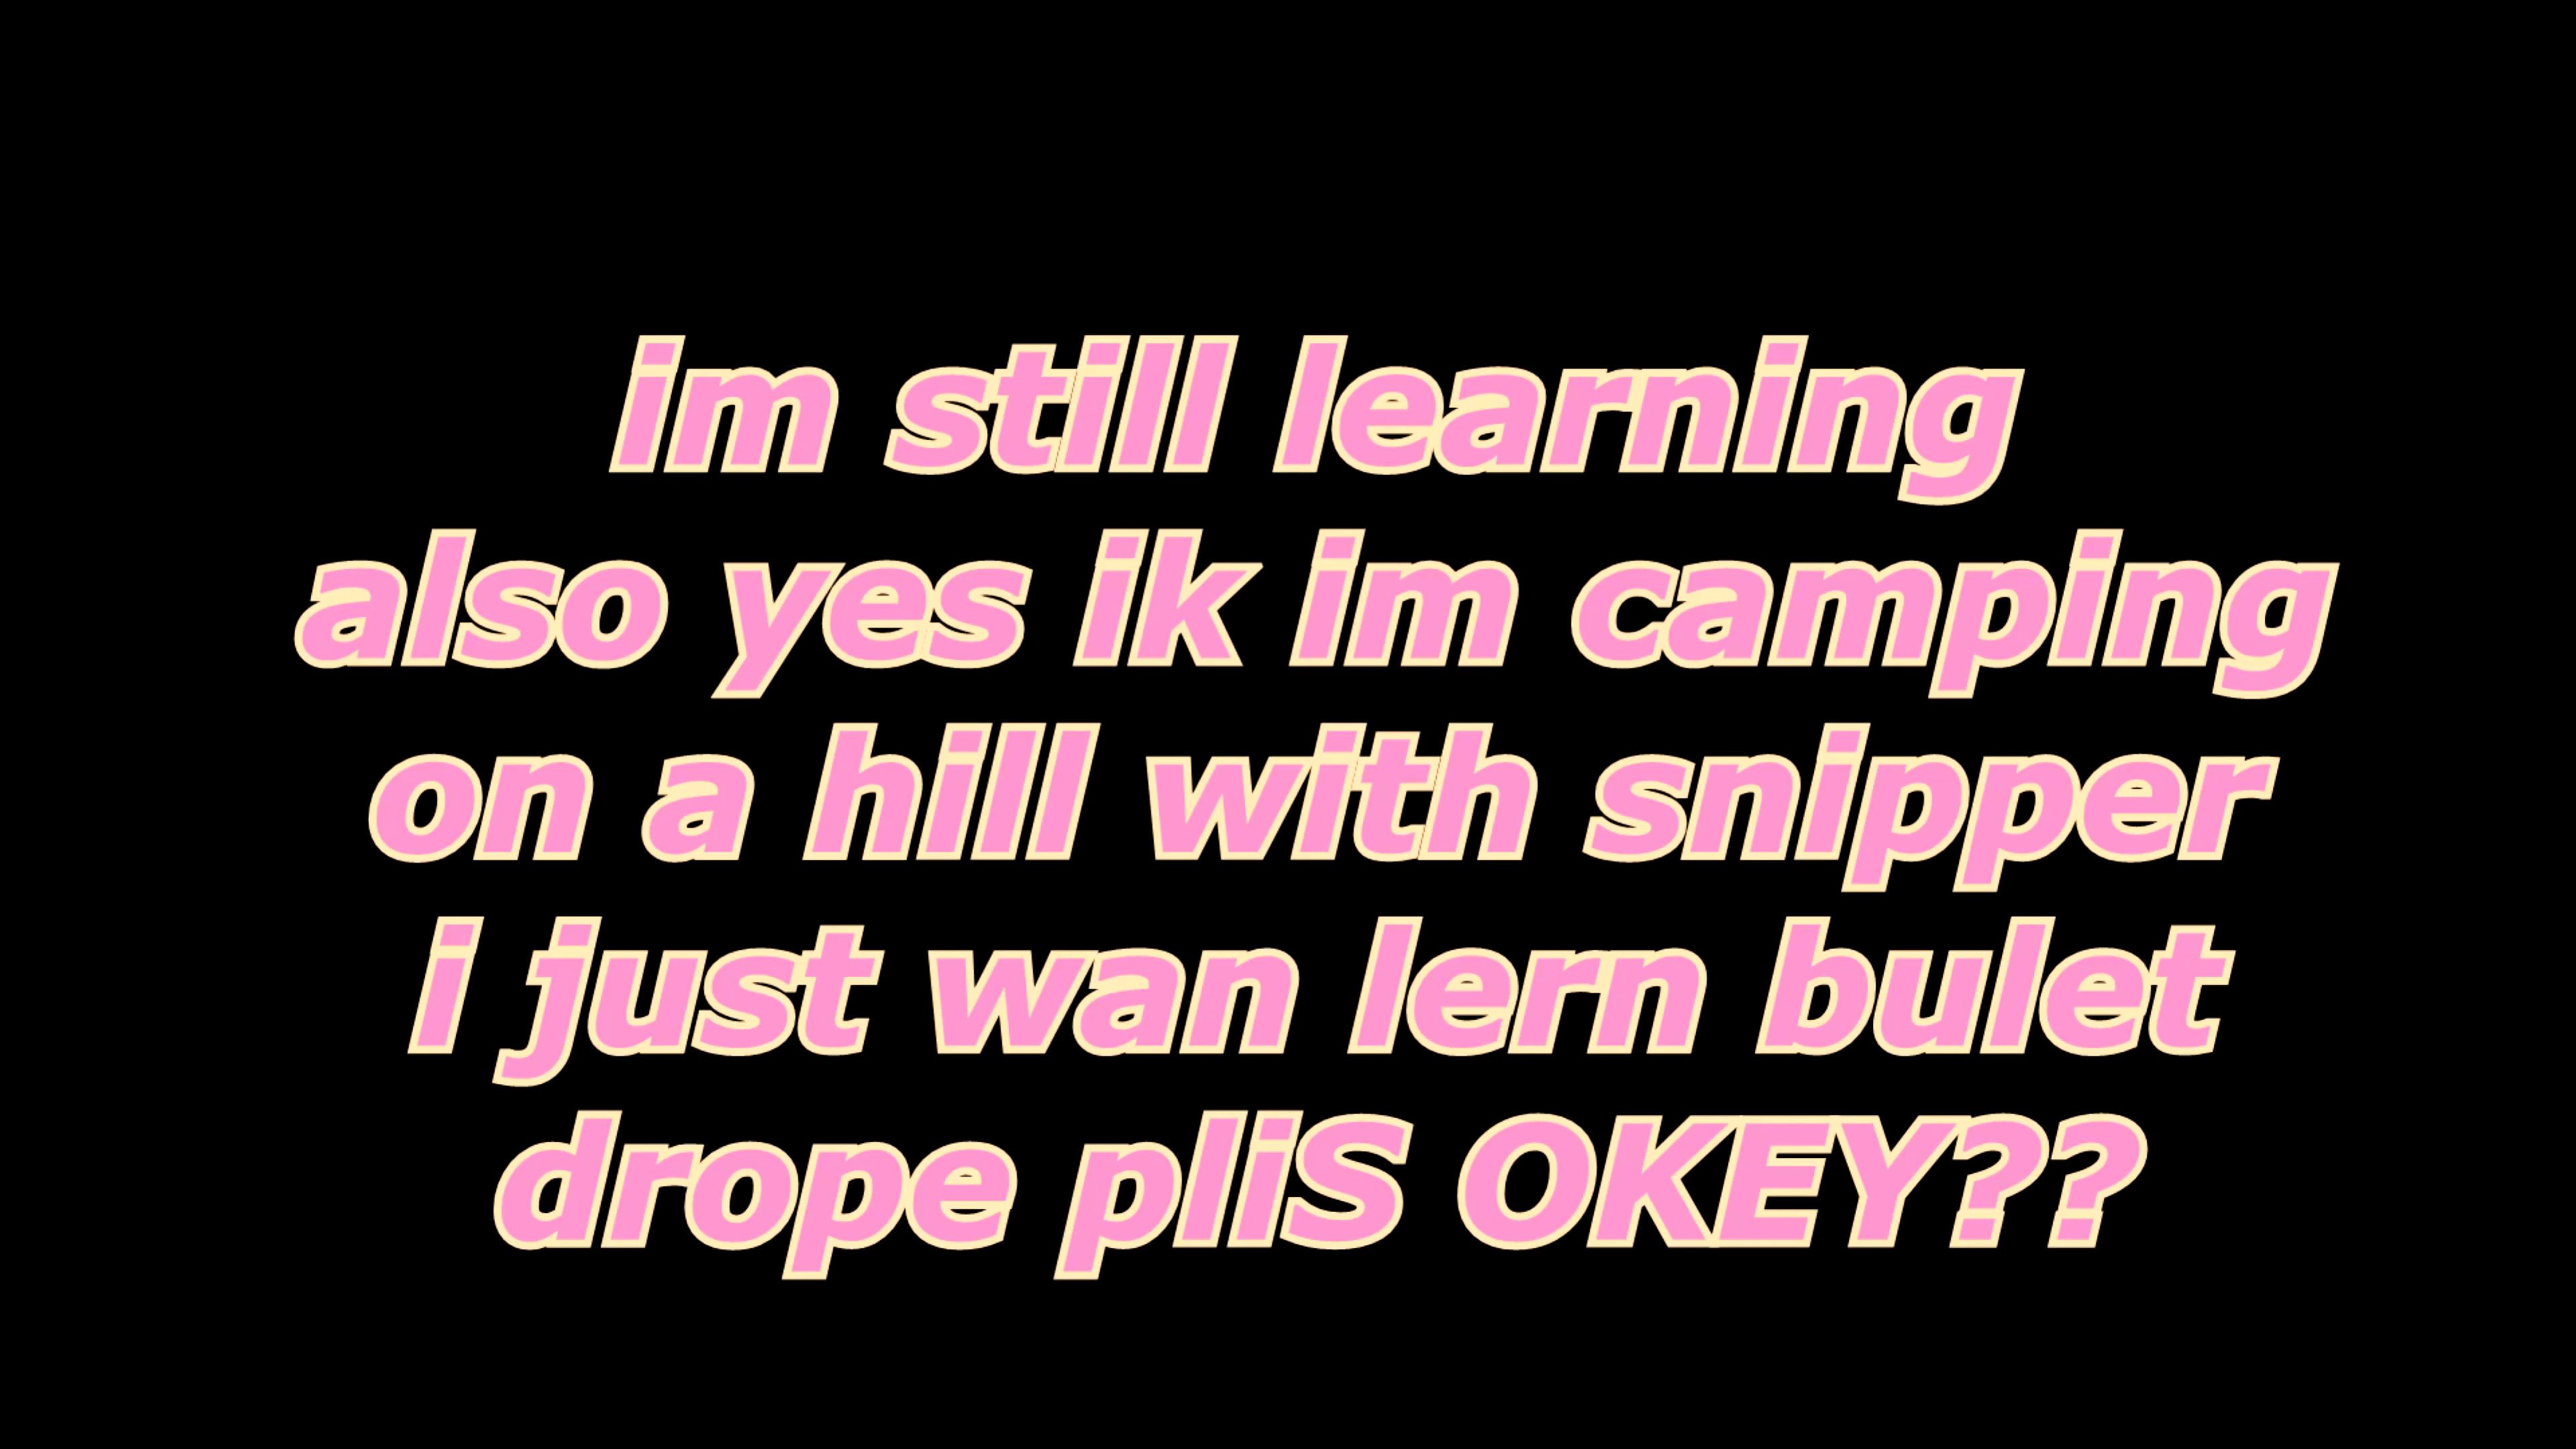 im still learning
also yes ik im camping
on a hill with snipper
i just wan lern bulet
drope pliS OKEY??